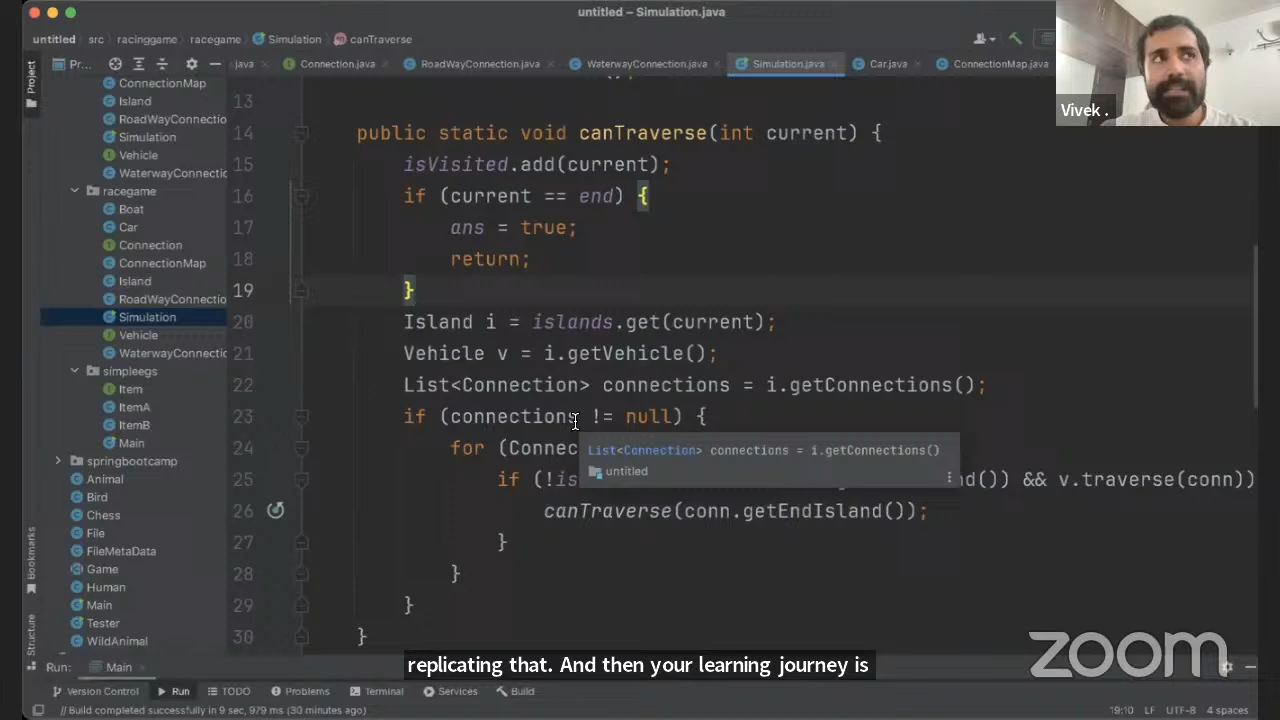 untitled – Simulation.java
untitled src racinggame racegame Simulation canTraverse
Project
Pr...
.java
Connection.java
RoadWayConnection.java
WaterwayConnection.java
Simulation.java
Car.java
ConnectionMap.java
Vivek .
ConnectionMap
Island
RoadWayConnectio
Simulation
Vehicle
WaterwayConnectic
racegame
Boat
Car
Connection
ConnectionMap
Island
RoadWayConnectio
Simulation
Vehicle
WaterwayConnecti
simpleegs
Item
ItemA
ItemB
Main
springbootcamp
Animal
Bird
Chess
File
FileMetaData
Game
Human
Main
Tester
WildAnimal
Bookmarks
Structure
13
14 public static void canTraverse(int current) {
15 isVisited.add(current);
16 if (current == end) {
17 ans = true;
18 return;
19 }
20 Island i = islands.get(current);
21 Vehicle v = i.getVehicle();
22 List<Connection> connections = i.getConnections();
23 if (connections != null) {
24 for (Connec
List<Connection> connections = i.getConnections()
untitled
25 if (!is nd()) && v.traverse(conn))
26 canTraverse(conn.getEndIsland());
27 }
28 }
29 }
30 }
replicating that. And then your learning journey is
zoom
Run: Main
Version Control Run TODO Problems Terminal Services Build
// Build completed successfully in 9 sec, 979 ms (30 minutes ago)
19:10 LF UTF-8 4 spaces